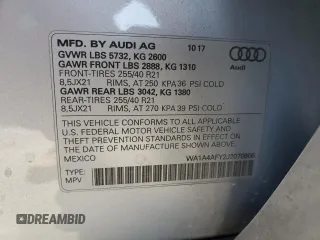 MFD. BY AUDI AG 10 17
GVWR LBS 5732, KG 2600
GAWR FRONT LBS 2888, KG 1310
FRONT-TIRES 255/40 R21
8,5JX21 AT 250 KPA 36 PSI COLD
GAWR REAR LBS 3042, KG 1380
REAR-TIRES 255/40 R21
8,5JX21 AT 270 KPA 39 PSI COLD
Audi
THIS VEHICLE CONFORMS TO ALL APPLICABLE
U.S. FEDERAL MOTOR VEHICLE SAFETY, BUMPER, AND
THEFT PREVENTION STANDARDS IN EFFECT ON THE
DATE OF MANUFACTURE SHOWN ABOVE.
MEXICO
TYPE:
MPV
DREAMBID